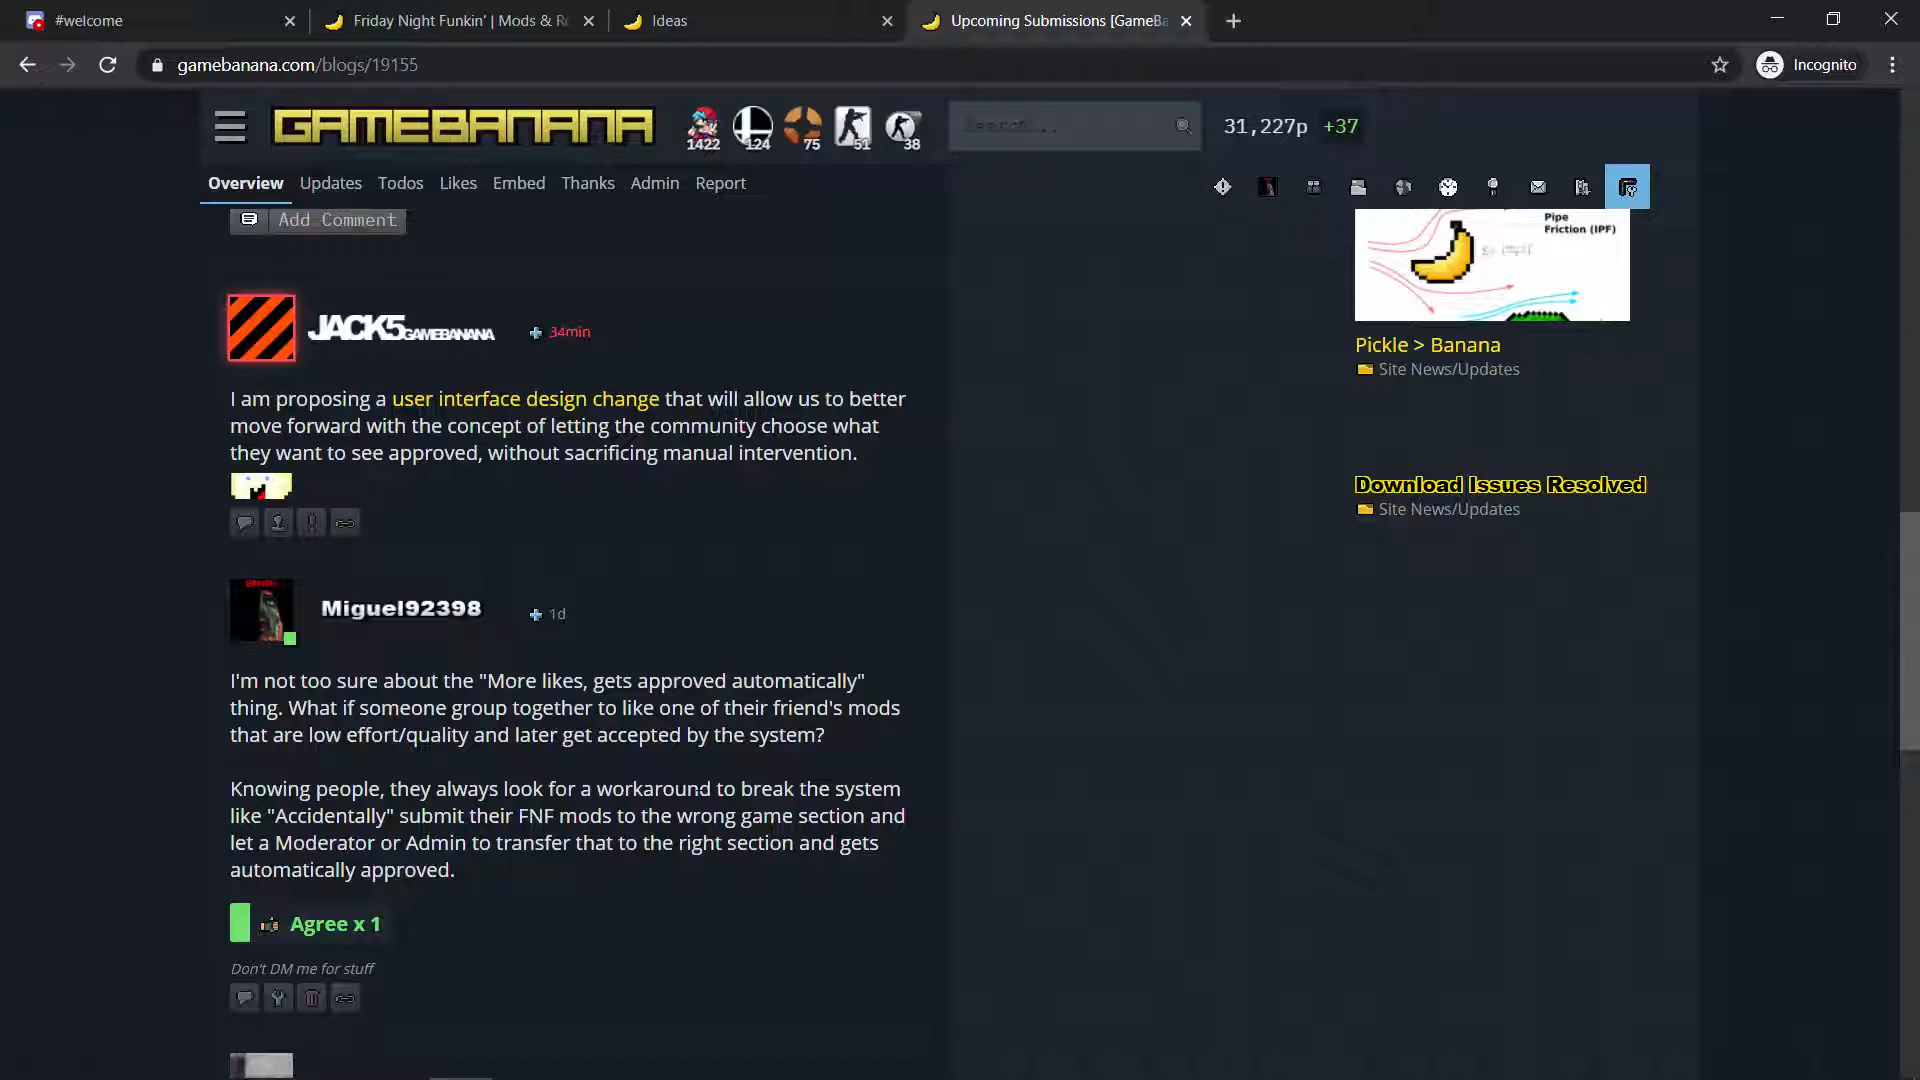 #welcome
Friday Night Funkin' | Mods & Re
Ideas
Upcoming Submissions [GameBa
gamebanana.com/blogs/19155
Incognito
GAMEBANANA
1422
124
75
51
38
Search ...
31,227p +37
Overview Updates Todos Likes Embed Thanks Admin Report
Add Comment
Pipe
Friction (IPF)
JACK5GAMEBANANA
34min
Pickle > Banana
Site News/Updates
I am proposing a user interface design change that will allow us to better
move forward with the concept of letting the community choose what
they want to see approved, without sacrificing manual intervention.
Download Issues Resolved
Site News/Updates
Miguel92398
1d
I'm not too sure about the "More likes, gets approved automatically"
thing. What if someone group together to like one of their friend's mods
that are low effort/quality and later get accepted by the system?
Knowing people, they always look for a workaround to break the system
like "Accidentally" submit their FNF mods to the wrong game section and
let a Moderator or Admin to transfer that to the right section and gets
automatically approved.
Agree x 1
Don't DM me for stuff